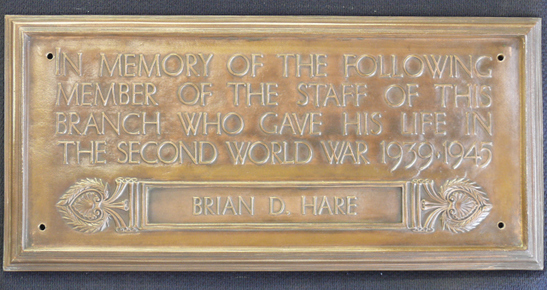 IN MEMORY OF THE FOLLOWING
MEMBER OF THE STAFF OF THIS
BRANCH WHO GAVE HIS LIFE IN
THE SECOND WORLD WAR 1939-1945
BRIAN D. HARE